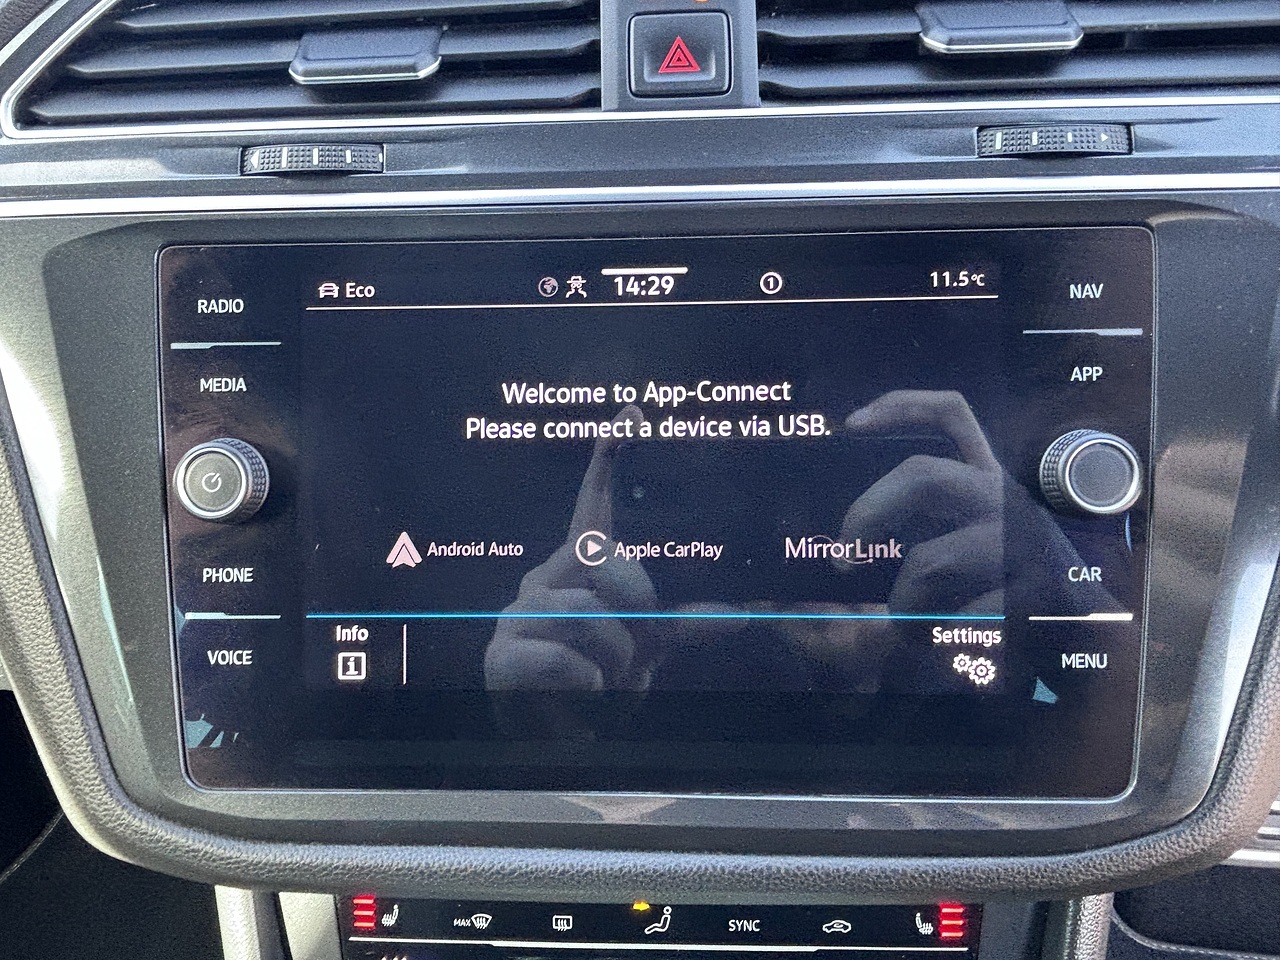 Eco
14:29
1
11.5°C
RADIO
MEDIA
PHONE
VOICE
Welcome to App-Connect
Please connect a device via USB.
Android Auto
Apple CarPlay
MirrorLink
Info
i
Settings
NAV
APP
CAR
MENU
MAX
SYNC